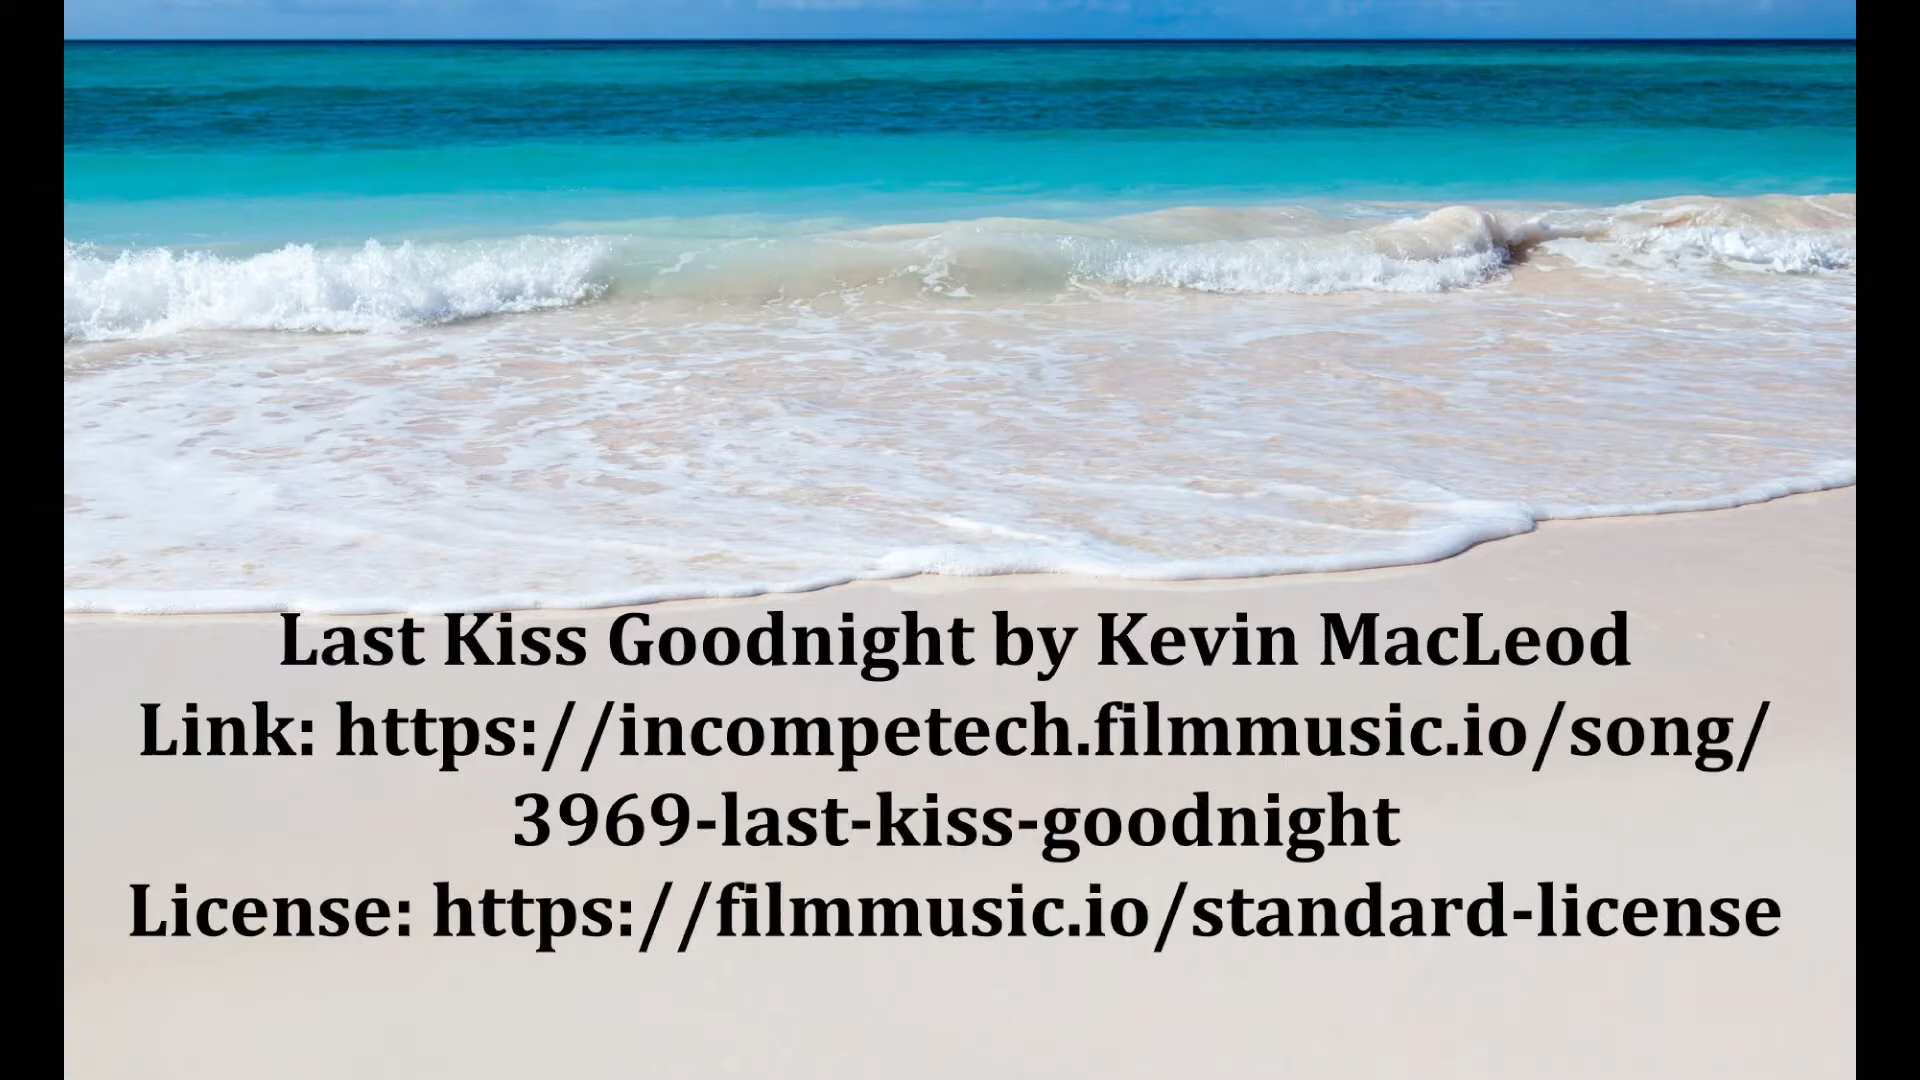 Last Kiss Goodnight by Kevin MacLeod
Link: https://incompetech.filmmusic.io/song/
3969-last-kiss-goodnight
License: https://filmmusic.io/standard-license